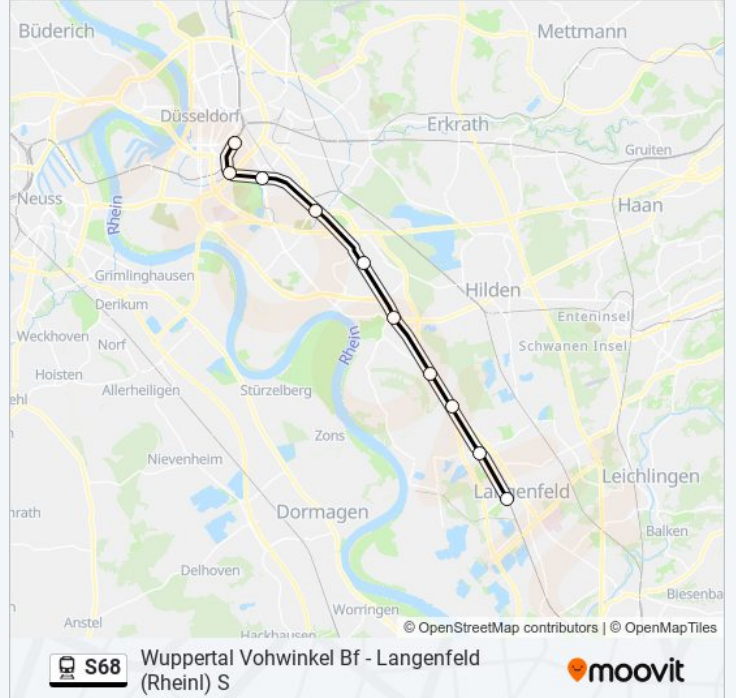 Büderich
Mettmann
Düsseldorf
Erkrath
Gruiten
Neuss
Haan
Rhein
Grimlinghausen
Hilden
Derikum
Enteninsel
Weckhoven
Norf
Schwanen Insel
Rhein
Hoisten
Allerheiligen
Stürzelberg
ehl
Zons
Nievenheim
Leichlingen
Langenfeld
nrath
Dormagen
Balken
Delhoven
Biesenba
Worringen
Anstel
Hackhausen
© OpenStreetMap contributors | © OpenMapTiles
S68
Wuppertal Vohwinkel Bf - Langenfeld
(Rheinl) S
moovit